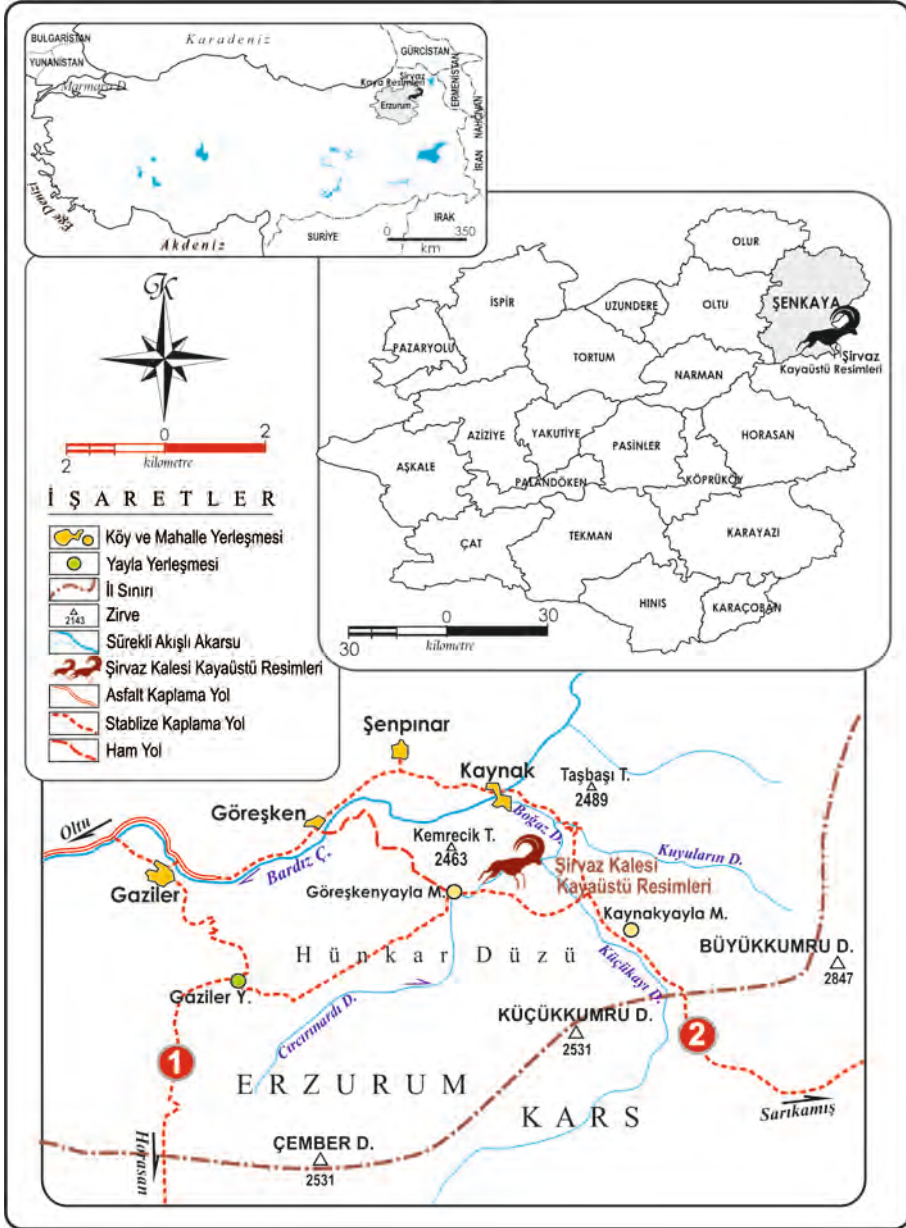 BULGARİSTAN
Karadeniz
GÜRCİSTAN
YUNANİSTAN
Marmara D.
Şirvaz
Kaya Resimleri
Erzurum
ERMENİSTAN
NAHÇIVAN
İRAN
Ege Denizi
Akdeniz
SURİYE
IRAK
0 350
km
K
2 0 2
kilometre
OLUR
İSPİR
UZUNDERE
OLTU
ŞENKAYA
PAZARYOLU
TORTUM
NARMAN
Şirvaz
Kayaüstü Resimleri
AZİZİYE
YAKUTİYE
PASİNLER
HORASAN
AŞKALE
PALANDÖKEN
KÖPRÜKÖY
ÇAT
TEKMAN
KARAYAZI
HINIS
KARAÇOBAN
30 0 30
kilometre
İŞARETLER
Köy ve Mahalle Yerleşmesi
Yayla Yerleşmesi
İl Sınırı
2143
Zirve
Sürekli Akışlı Akarsu
Şirvaz Kalesi Kayaüstü Resimleri
Asfalt Kaplama Yol
Stablize Kaplama Yol
Ham Yol
Şenpınar
Kaynak
Taşbaşı T.
2489
Göreşken
Boğaz D.
Oltu
Kemrecik T.
2463
Bardız Ç.
Kuyuların D.
Şirvaz Kalesi
Kayaüstü Resimleri
Gaziler
Göreşkenyayla M.
Kaynakyayla M.
Hünkar Düzü
BÜYÜKKUMRU D.
2847
Küçükayı D.
Gaziler Y.
Cırcırınardı D.
KÜÇÜKKUMRU D.
2531
1
2
ERZURUM
KARS
Sarıkamış
Horasan
ÇEMBER D.
2531